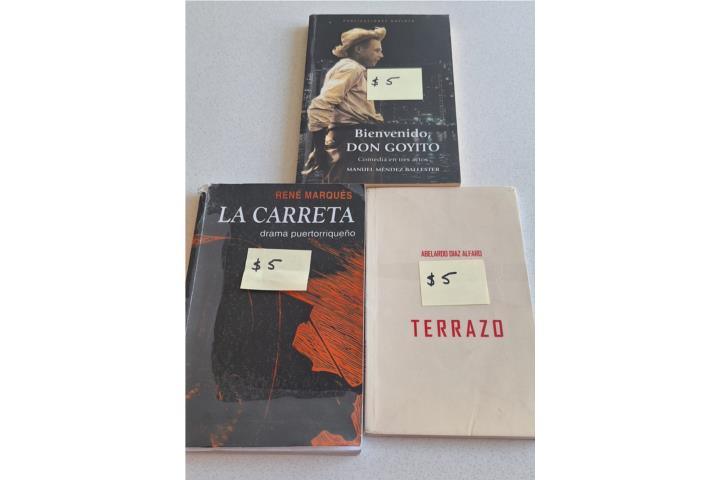 PUBLICACIONES GAVIOTA
$5
Bienvenido,
DON GOYITO
Comedia en tres actos
MANUEL MÉNDEZ BALLESTER
RENÉ MARQUÉS
LA CARRETA
drama puertorriqueño
$5
ABELARDO DIAZ ALFARO
$5
TERRAZO